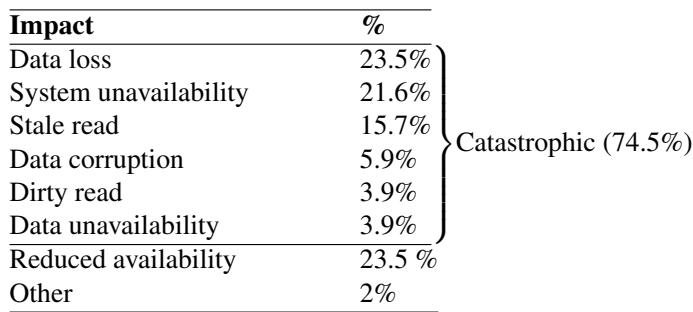 Impact %
Data loss 23.5%
System unavailability 21.6%
Stale read 15.7%
Catastrophic (74.5%)
Data corruption 5.9%
Dirty read 3.9%
Data unavailability 3.9%
Reduced availability 23.5 %
Other 2%